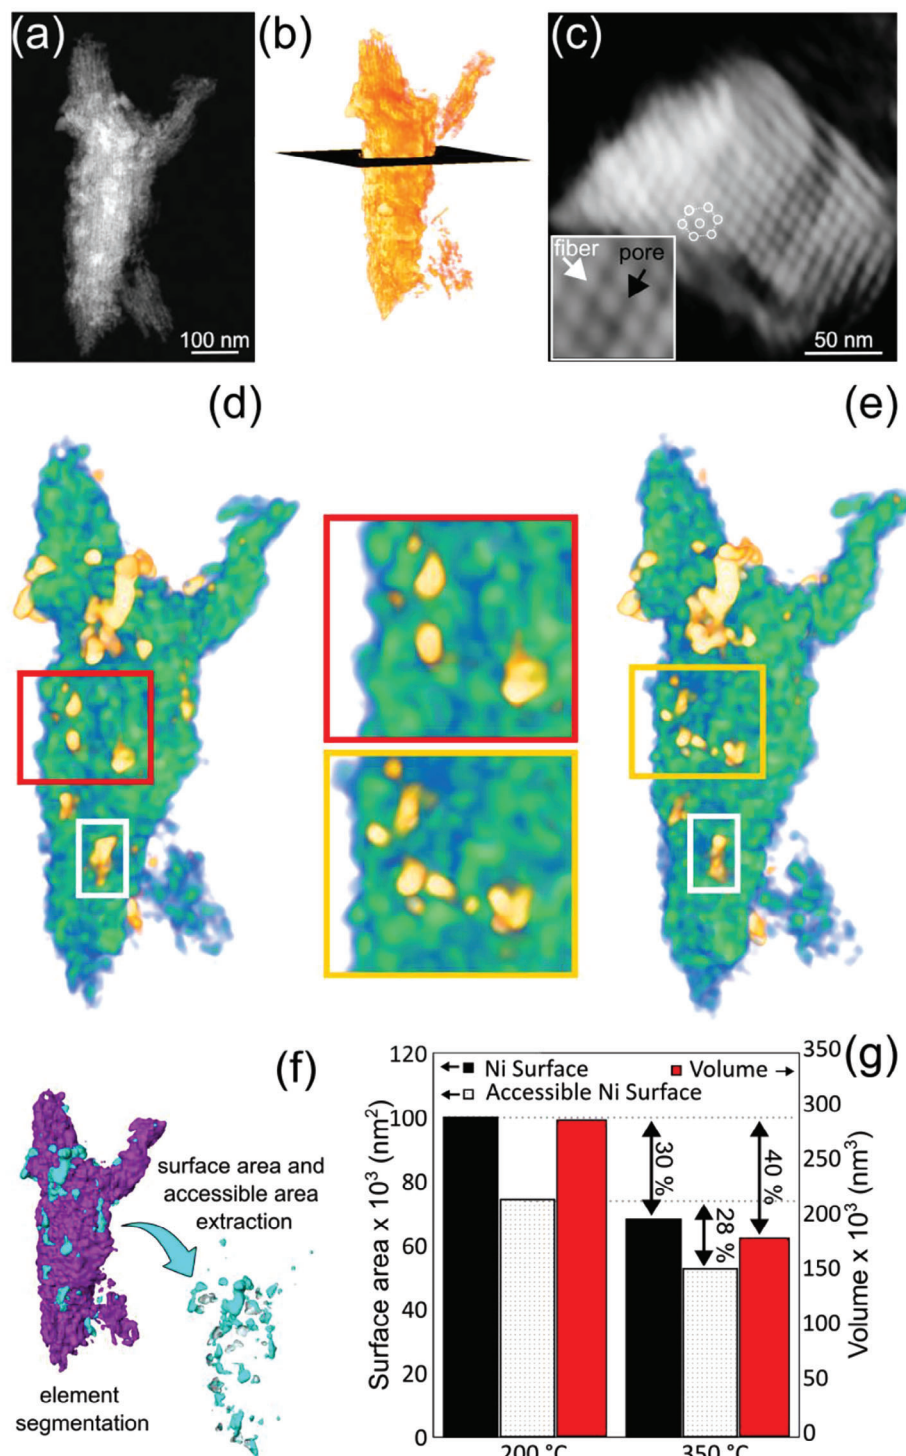 (a)
(b)
(c)
100 nm
fiber
pore
50 nm
(d)
(e)
(f)
surface area and
accessible area
extraction
element
segmentation
(g)
Surface area x 10³ (nm²)
120
100
80
60
40
20
0
Ni Surface
Volume
Accessible Ni Surface
30 %
28 %
40 %
350
300
250
200
150
100
50
0
Volume x 10³ (nm³)
200 °C
350 °C